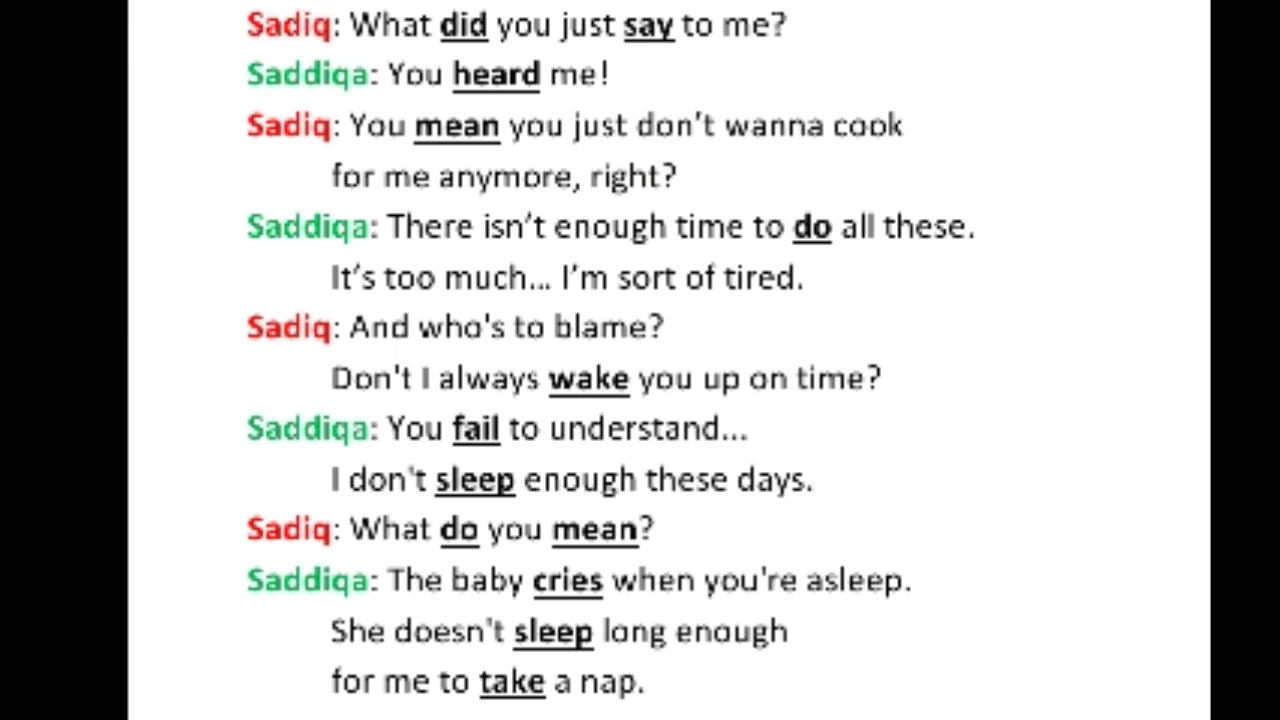 Sadiq: What did you just say to me?
Saddiqa: You heard me!
Sadiq: You mean you just don't wanna cook
for me anymore, right?
Saddiqa: There isn't enough time to do all these.
It's too much... I'm sort of tired.
Sadiq: And who's to blame?
Don't I always wake you up on time?
Saddiqa: You fail to understand...
I don't sleep enough these days.
Sadiq: What do you mean?
Saddiqa: The baby cries when you're asleep.
She doesn't sleep long enough
for me to take a nap.